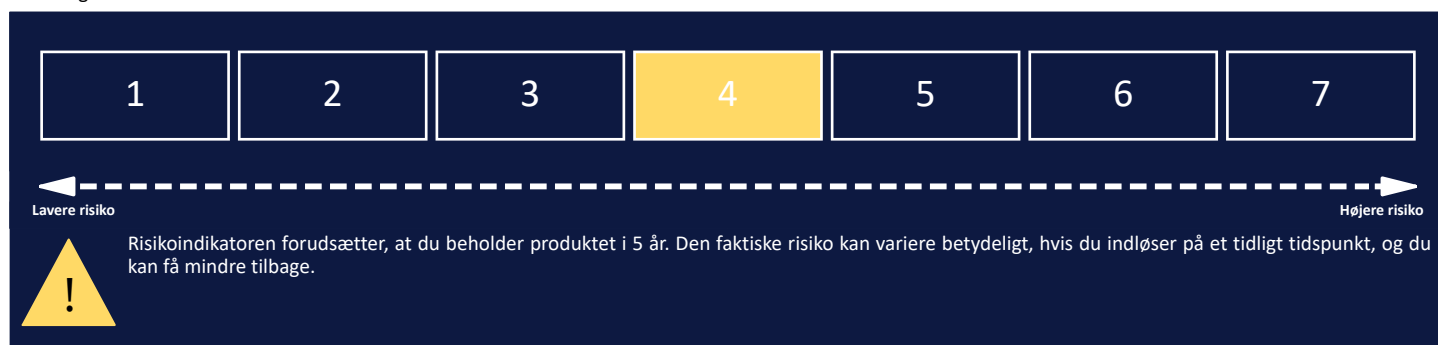 1 2 3 4 5 6 7
Lavere risiko Højere risiko
Risikoindikatoren forudsætter, at du beholder produktet i 5 år. Den faktiske risiko kan variere betydeligt, hvis du indløser på et tidligt tidspunkt, og du
kan få mindre tilbage.
!